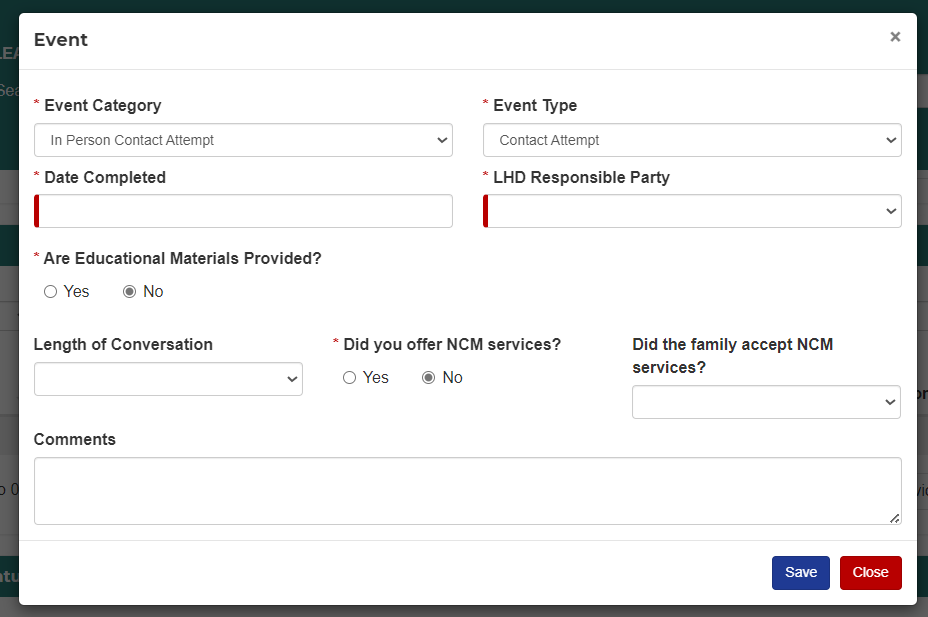 Event
×
* Event Category
* Event Type
In Person Contact Attempt
Contact Attempt
* Date Completed
* LHD Responsible Party
* Are Educational Materials Provided?
Yes
No
Length of Conversation
* Did you offer NCM services?
Yes
No
Did the family accept NCM
services?
Comments
Save
Close